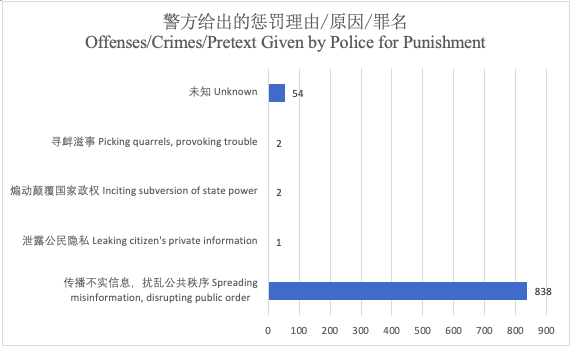 警方给出的惩罚理由/原因/罪名
Offenses/Crimes/Pretext Given by Police for Punishment
未知 Unknown
54
寻衅滋事 Picking quarrels, provoking trouble
2
煽动颠覆国家政权 Inciting subversion of state power
2
泄露公民隐私 Leaking citizen's private information
1
传播不实信息，扰乱公共秩序 Spreading
misinformation, disrupting public order
838
0 100 200 300 400 500 600 700 800 900